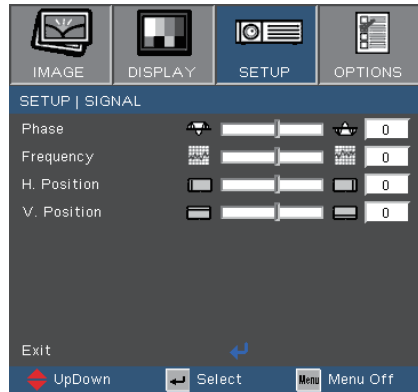 IMAGE DISPLAY SETUP OPTIONS
SETUP | SIGNAL
Phase 0
Frequency 0
H. Position 0
V. Position 0
Exit
UpDown Select Menu Menu Off